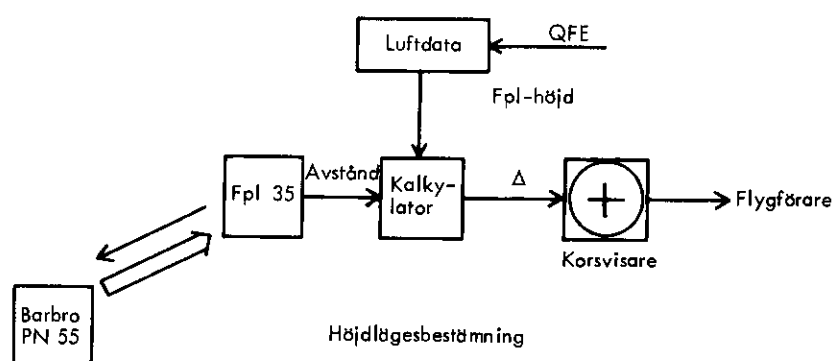 QFE
Luftdata
Fpl-höjd
Avstånd
Fpl 35
Kalky-
lator
Δ
Flygförare
Korsvisare
Barbro
PN 55
Höjdlägesbestämning